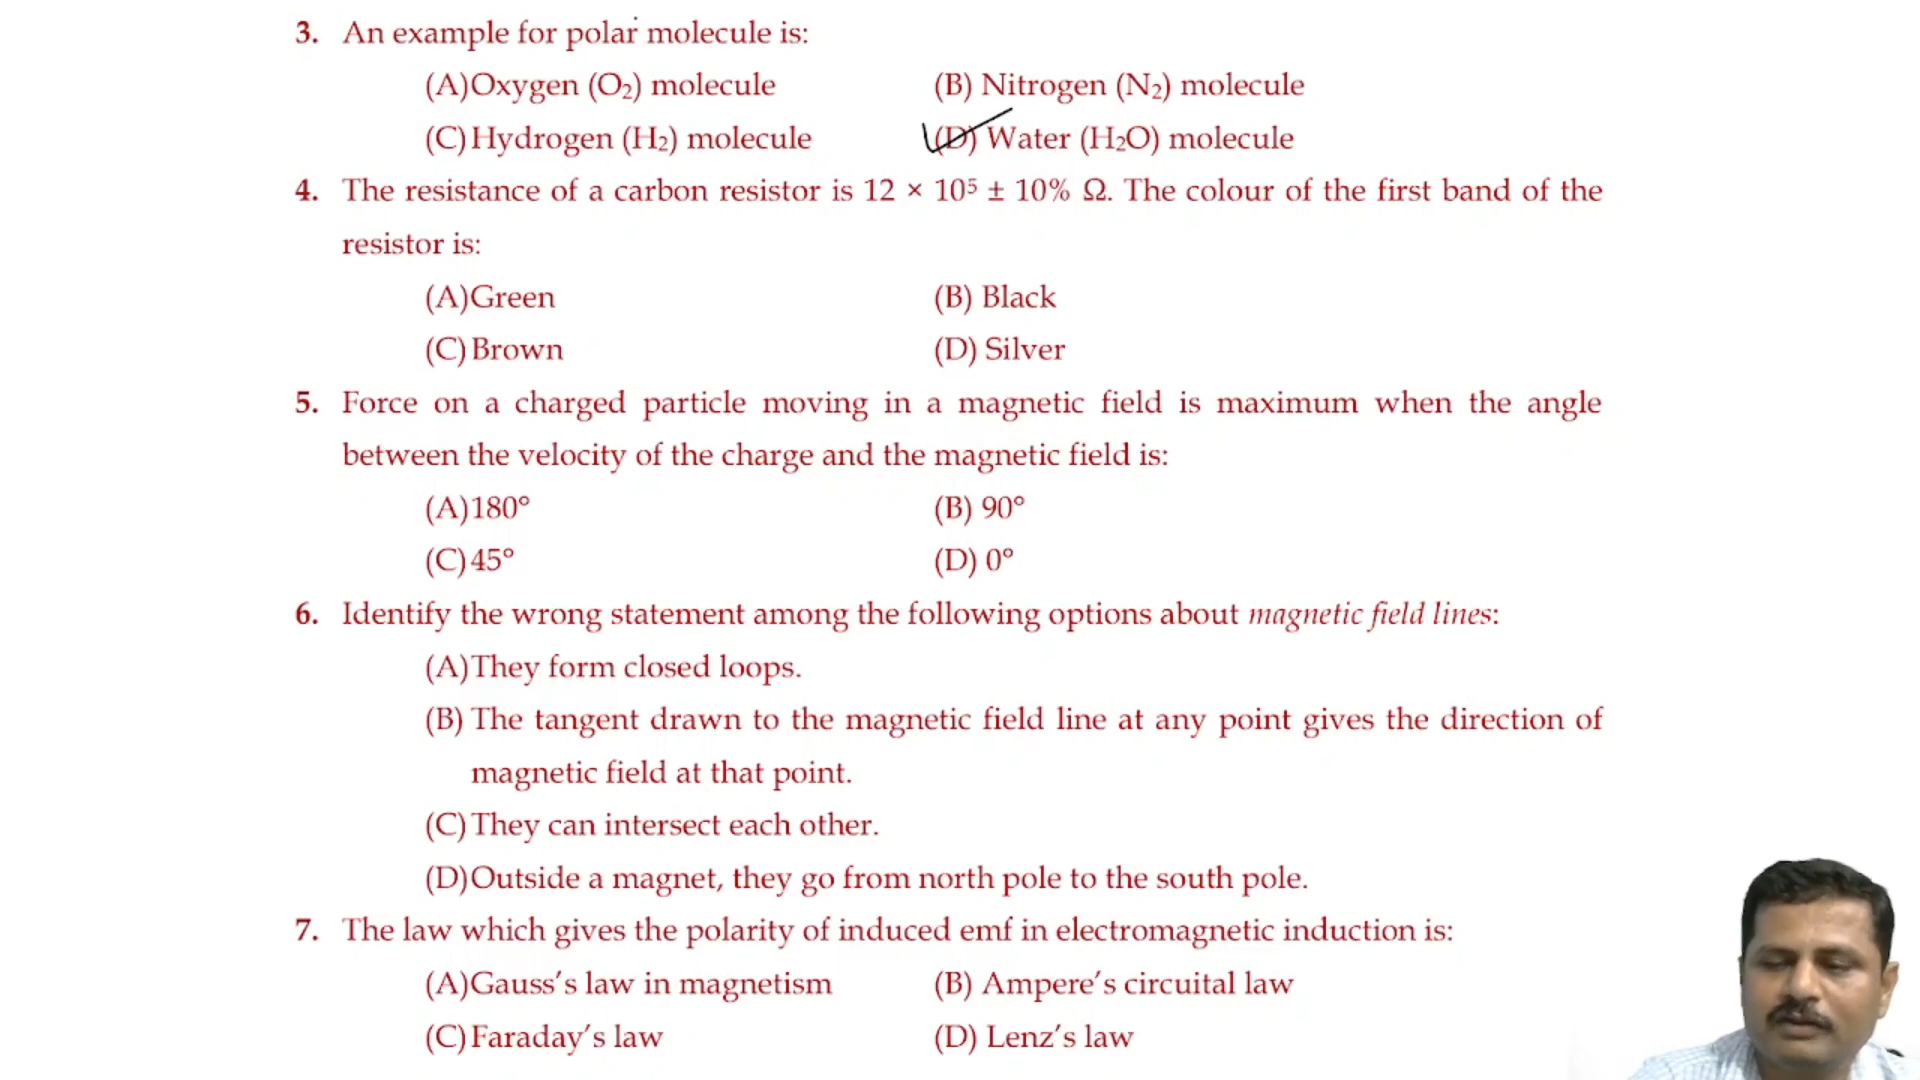 3. An example for polar molecule is:
(A)Oxygen (O₂) molecule (B) Nitrogen (N₂) molecule
(C)Hydrogen (H₂) molecule (D) Water (H₂O) molecule
4. The resistance of a carbon resistor is 12 × 10⁵ ± 10% Ω. The colour of the first band of the
resistor is:
(A)Green (B) Black
(C)Brown (D) Silver
5. Force on a charged particle moving in a magnetic field is maximum when the angle
between the velocity of the charge and the magnetic field is:
(A)180° (B) 90°
(C)45° (D) 0°
6. Identify the wrong statement among the following options about magnetic field lines:
(A)They form closed loops.
(B) The tangent drawn to the magnetic field line at any point gives the direction of
magnetic field at that point.
(C)They can intersect each other.
(D)Outside a magnet, they go from north pole to the south pole.
7. The law which gives the polarity of induced emf in electromagnetic induction is:
(A)Gauss's law in magnetism (B) Ampere's circuital law
(C)Faraday's law (D) Lenz's law